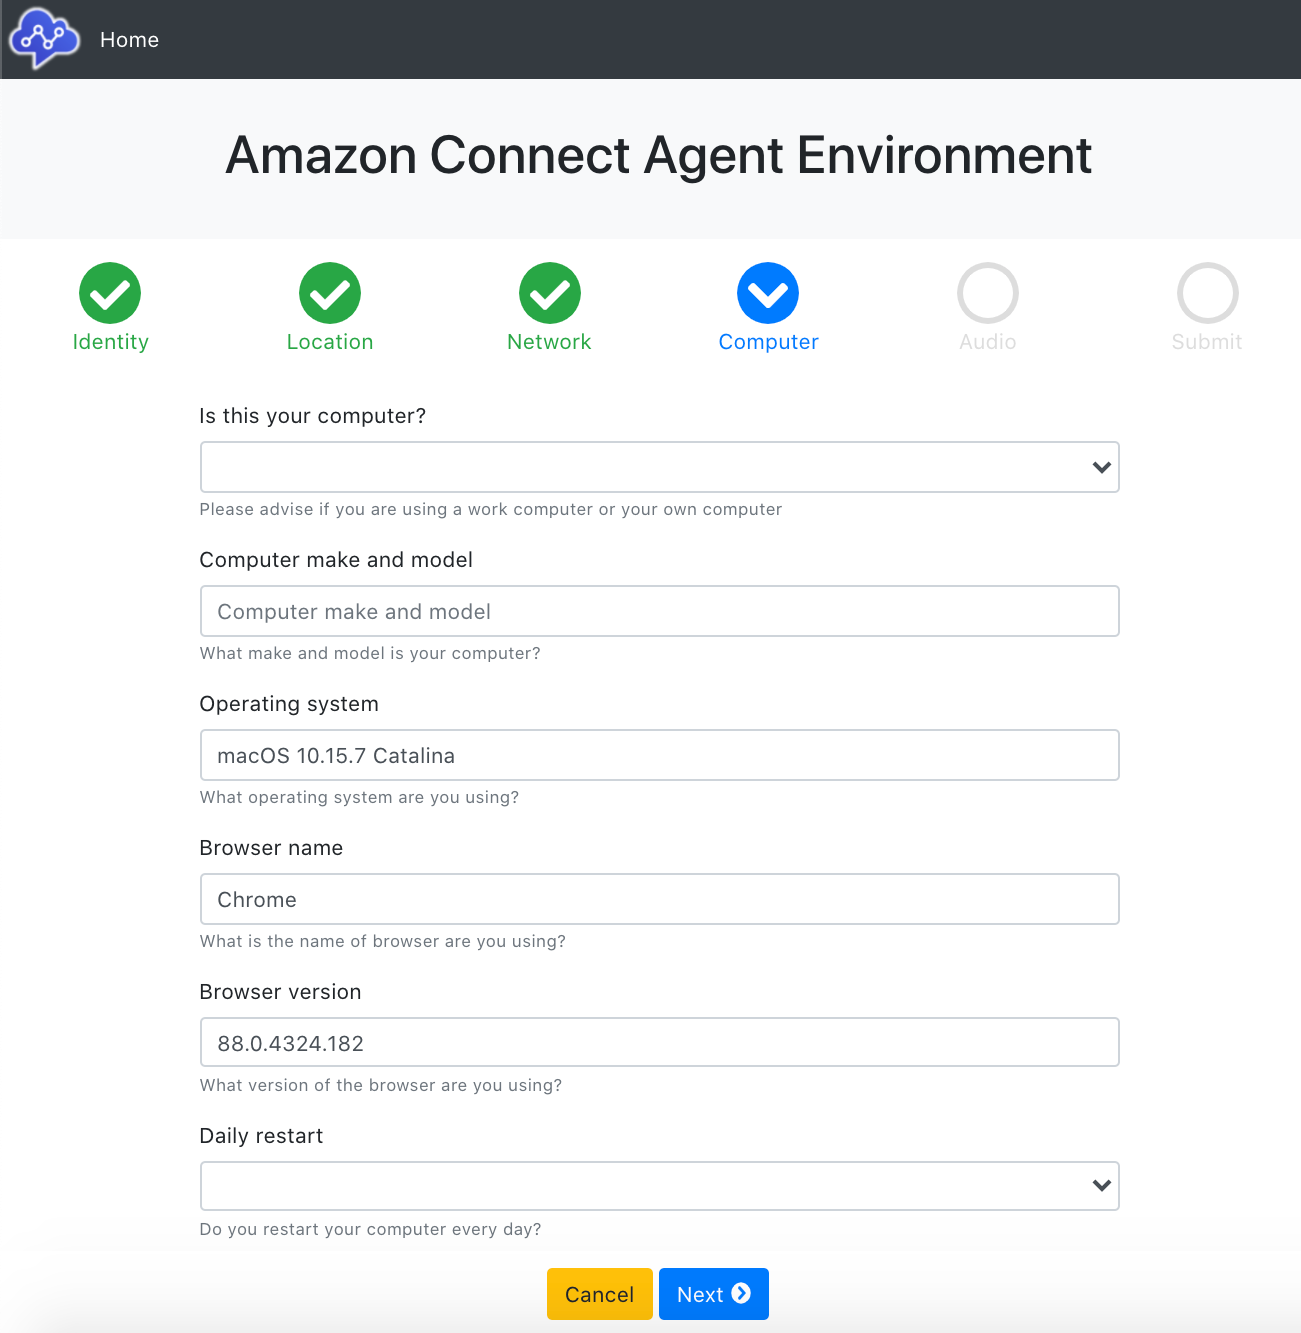 Home
Amazon Connect Agent Environment
Identity
Location
Network
Computer
Audio
Submit
Is this your computer?
Please advise if you are using a work computer or your own computer
Computer make and model
Computer make and model
What make and model is your computer?
Operating system
macOS 10.15.7 Catalina
What operating system are you using?
Browser name
Chrome
What is the name of browser are you using?
Browser version
88.0.4324.182
What version of the browser are you using?
Daily restart
Do you restart your computer every day?
Cancel
Next